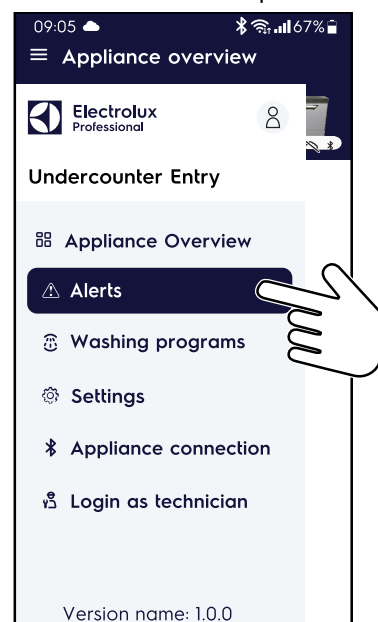 09:05 67%
Appliance overview
Electrolux
Professional
Undercounter Entry
Appliance Overview
Alerts
Washing programs
Settings
Appliance connection
Login as technician
Version name: 1.0.0